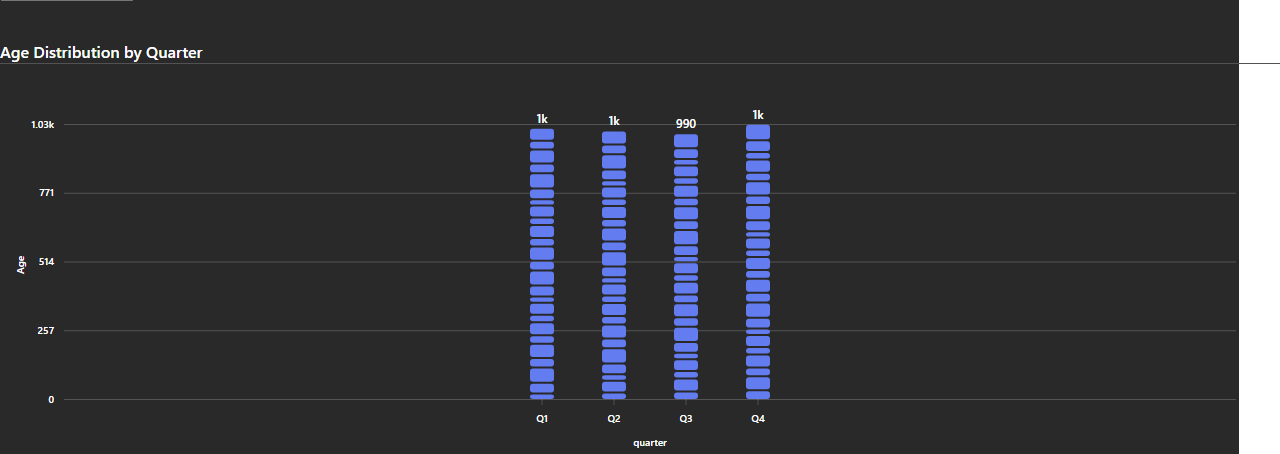 Age Distribution by Quarter
1k
1k
990
1k
1.03k
771
514
257
0
Age
Q1
Q2
Q3
Q4
quarter